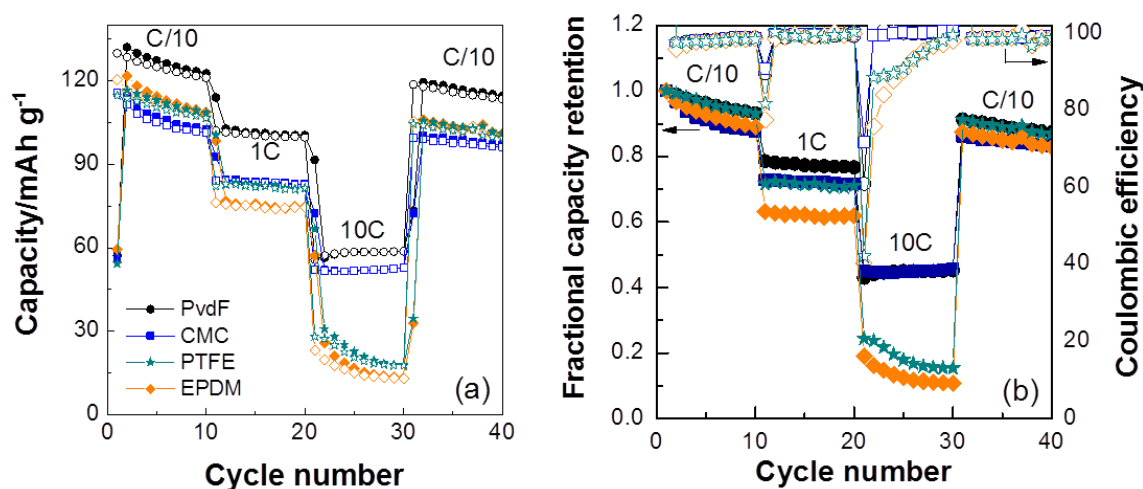 C/10
C/10
1C
10C
PvdF
CMC
PTFE
EPDM
(a)
Capacity/mAh g⁻¹
0
30
60
90
120
0 10 20 30 40
Cycle number
C/10
1C
10C
C/10
(b)
Fractional capacity retention
0.0
0.2
0.4
0.6
0.8
1.0
1.2
0 10 20 30 40
Cycle number
0
20
40
60
80
100
Coulombic efficiency